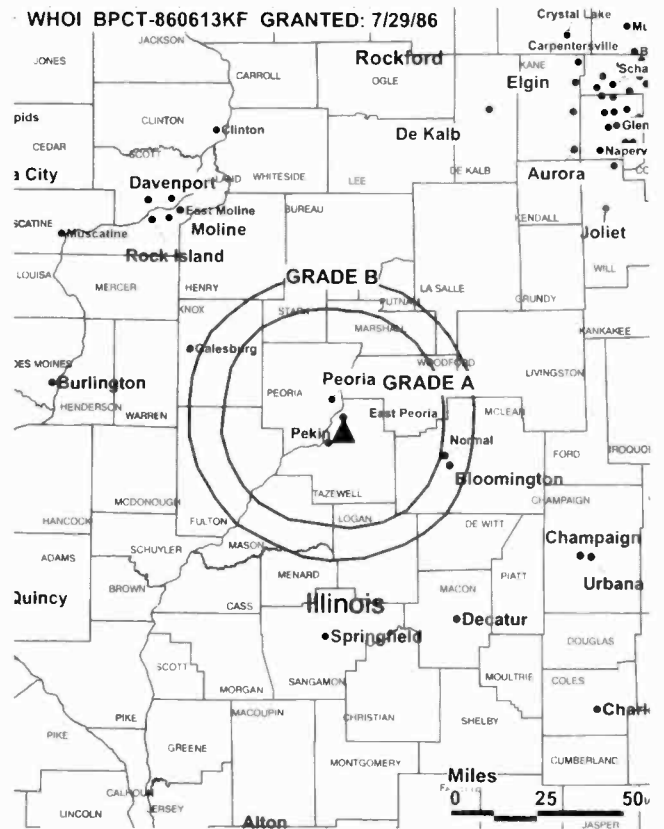 WHOI BPCT-860613KF GRANTED: 7/29/86
Crystal Lake
JACKSON
Carpentersville
JONES
Rockford
KANE
Scha
CARROLL
OGLE
Elgin
pids
CLINTON
Clinton
De Kalb
Glen
CEDAR
SCOTT
Naperv
a City
WHITESIDE
LEE
DE KALB
Aurora
Davenport
East Moline
BUREAU
KENDALL
Muscatine
Moline
Joliet
Rock Island
WILL
LOUISA
MERCER
HENRY
GRADE B
LA SALLE
GRUNDY
KNOX
STARK
PUTNAM
MARSHALL
KANKAKEE
Galesburg
DES MOINES
WOODFORD
LIVINGSTON
Burlington
Peoria
GRADE A
PEORIA
HENDERSON
WARREN
East Peoria
MCLEAN
Pekin
Normal
FORD
IROQUOI
Bloomington
TAZEWELL
MCDONOUGH
CHAMPAIGN
HANCOCK
FULTON
LOGAN
DE WITT
ADAMS
SCHUYLER
MASON
Champaign
MENARD
PIATT
Urbana
BROWN
MACON
Quincy
CASS
Illinois
Decatur
Springfield
DOUGLAS
SCOTT
MOULTRIE
COLES
MORGAN
SANGAMON
PIKE
MACOUPIN
CHRISTIAN
SHELBY
Charl
PIKE
GREENE
MONTGOMERY
CUMBERLAND
Miles
CALHOUN
JERSEY
0 25 50
LINCOLN
Alton
JASPER